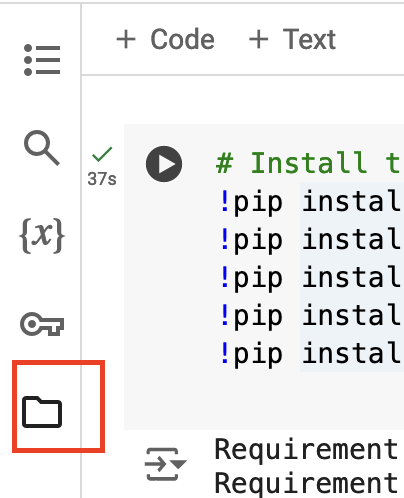 + Code + Text
{x}
37s
# Install t
!pip instal
!pip instal
!pip instal
!pip instal
!pip instal
Requirement
Requirement